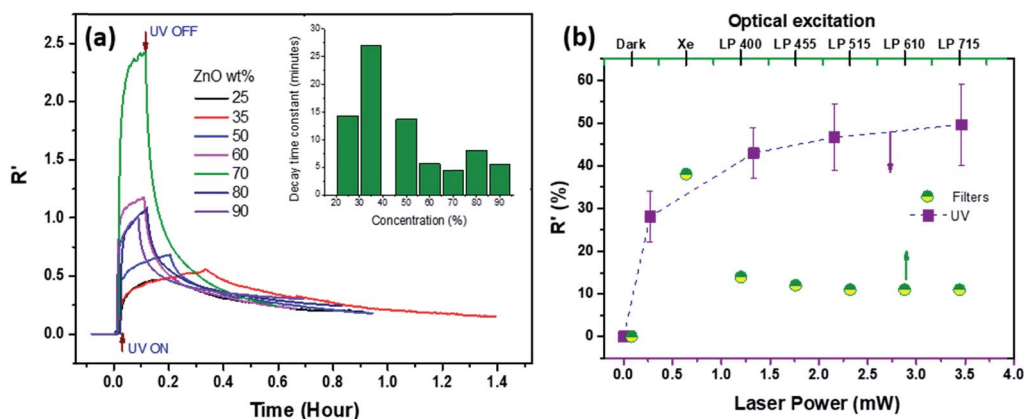 (a)
UV OFF
UV ON
ZnO wt%
25
35
50
60
70
80
90
R'
2.5
2.0
1.5
1.0
0.5
0.0
0.0 0.2 0.4 0.6 0.8 1.0 1.2 1.4
Time (Hour)
Decay time constant (minutes)
30
25
20
15
10
5
0
20 30 40 50 60 70 80 90
Concentration (%)
Optical excitation
(b)
Dark Xe LP 400 LP 455 LP 515 LP 610 LP 715
R' (%)
60
50
40
30
20
10
0
Filters
UV
0.0 0.5 1.0 1.5 2.0 2.5 3.0 3.5 4.0
Laser Power (mW)